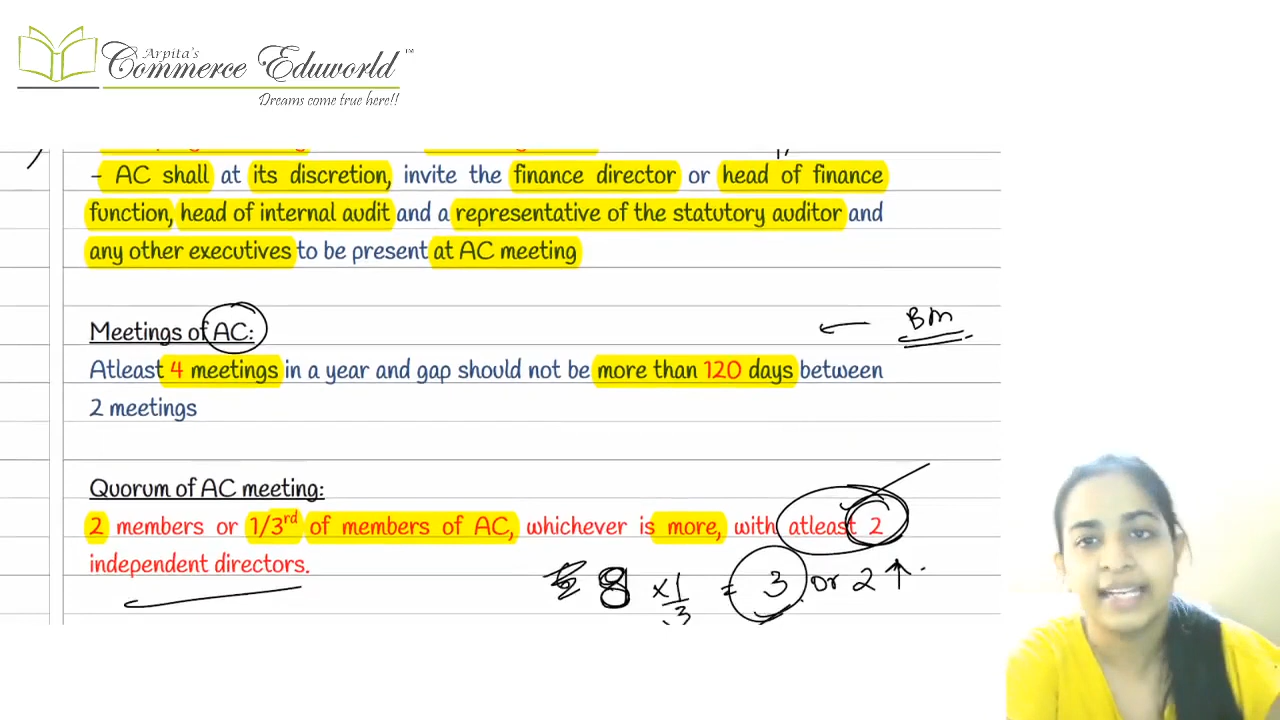 Arpita's
Commerce Eduworld™
Dreams come true here!!
- AC shall at its discretion, invite the finance director or head of finance
function, head of internal audit and a representative of the statutory auditor and
any other executives to be present at AC meeting
Meetings of AC:
BM
Atleast 4 meetings in a year and gap should not be more than 120 days between
2 meetings
Quorum of AC meeting:
2 members or 1/3rd of members of AC, whichever is more, with atleast 2
independent directors.
8 × 1/3 = 3 or 2 ↑